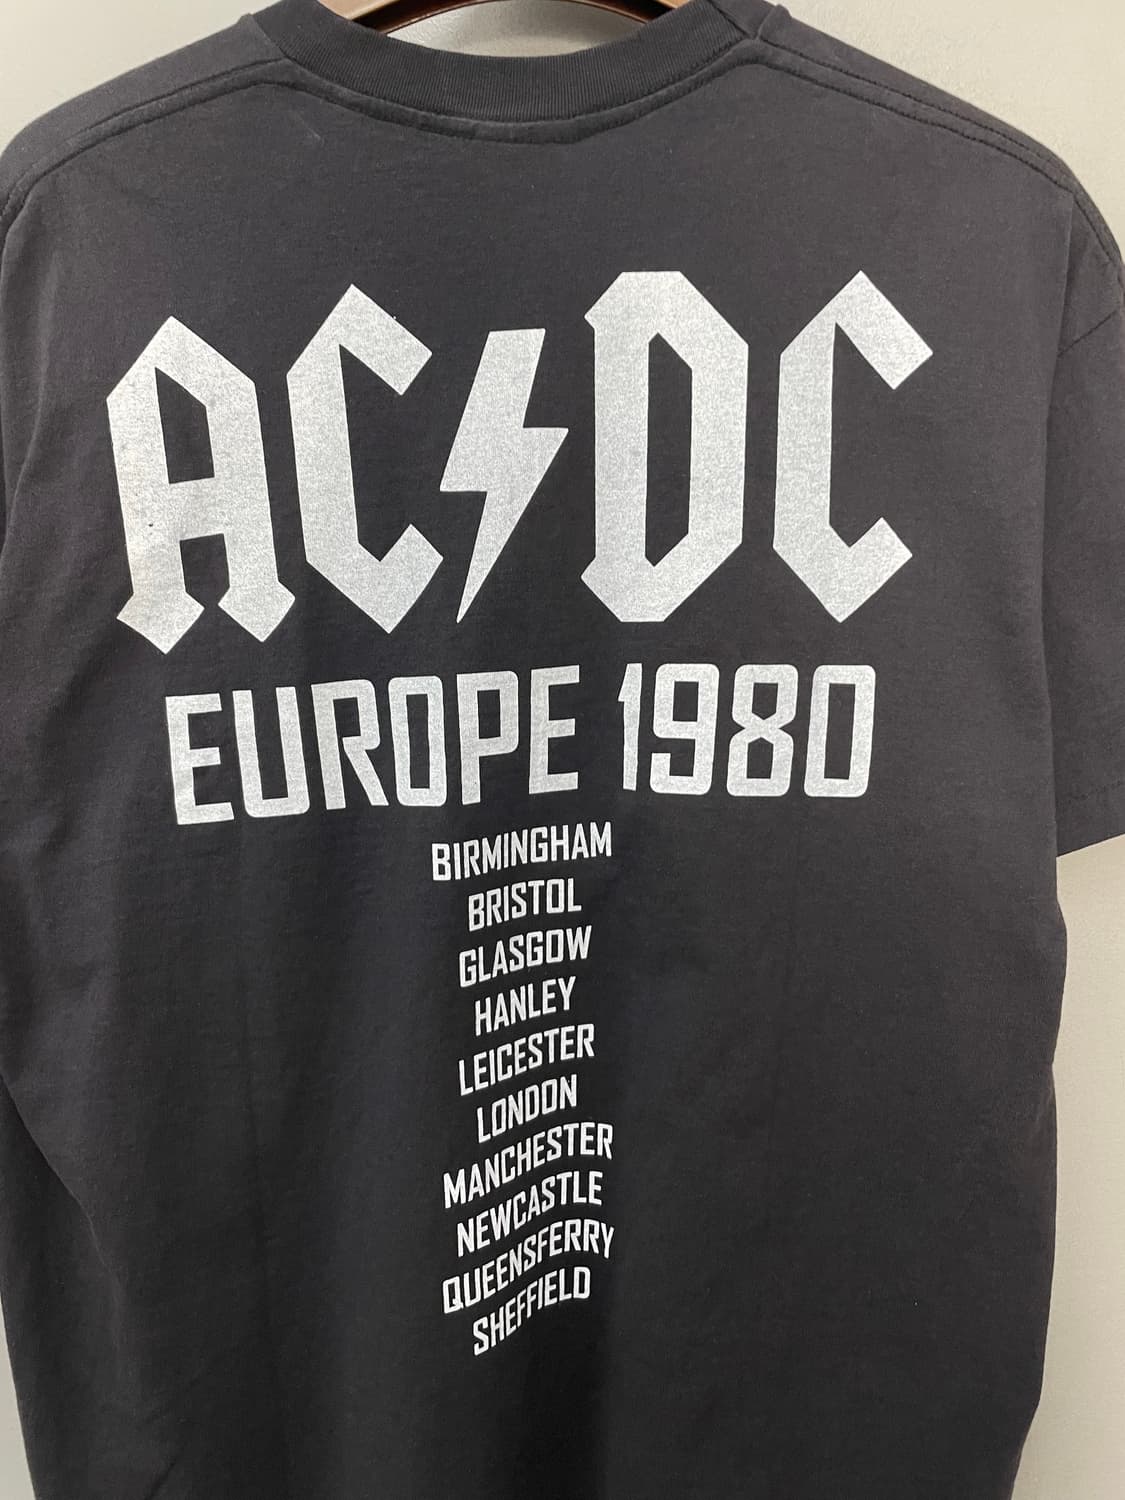 AC⚡DC
EUROPE 1980
BIRMINGHAM
BRISTOL
GLASGOW
HANLEY
LEICESTER
LONDON
MANCHESTER
NEWCASTLE
QUEENSFERRY
SHEFFIELD